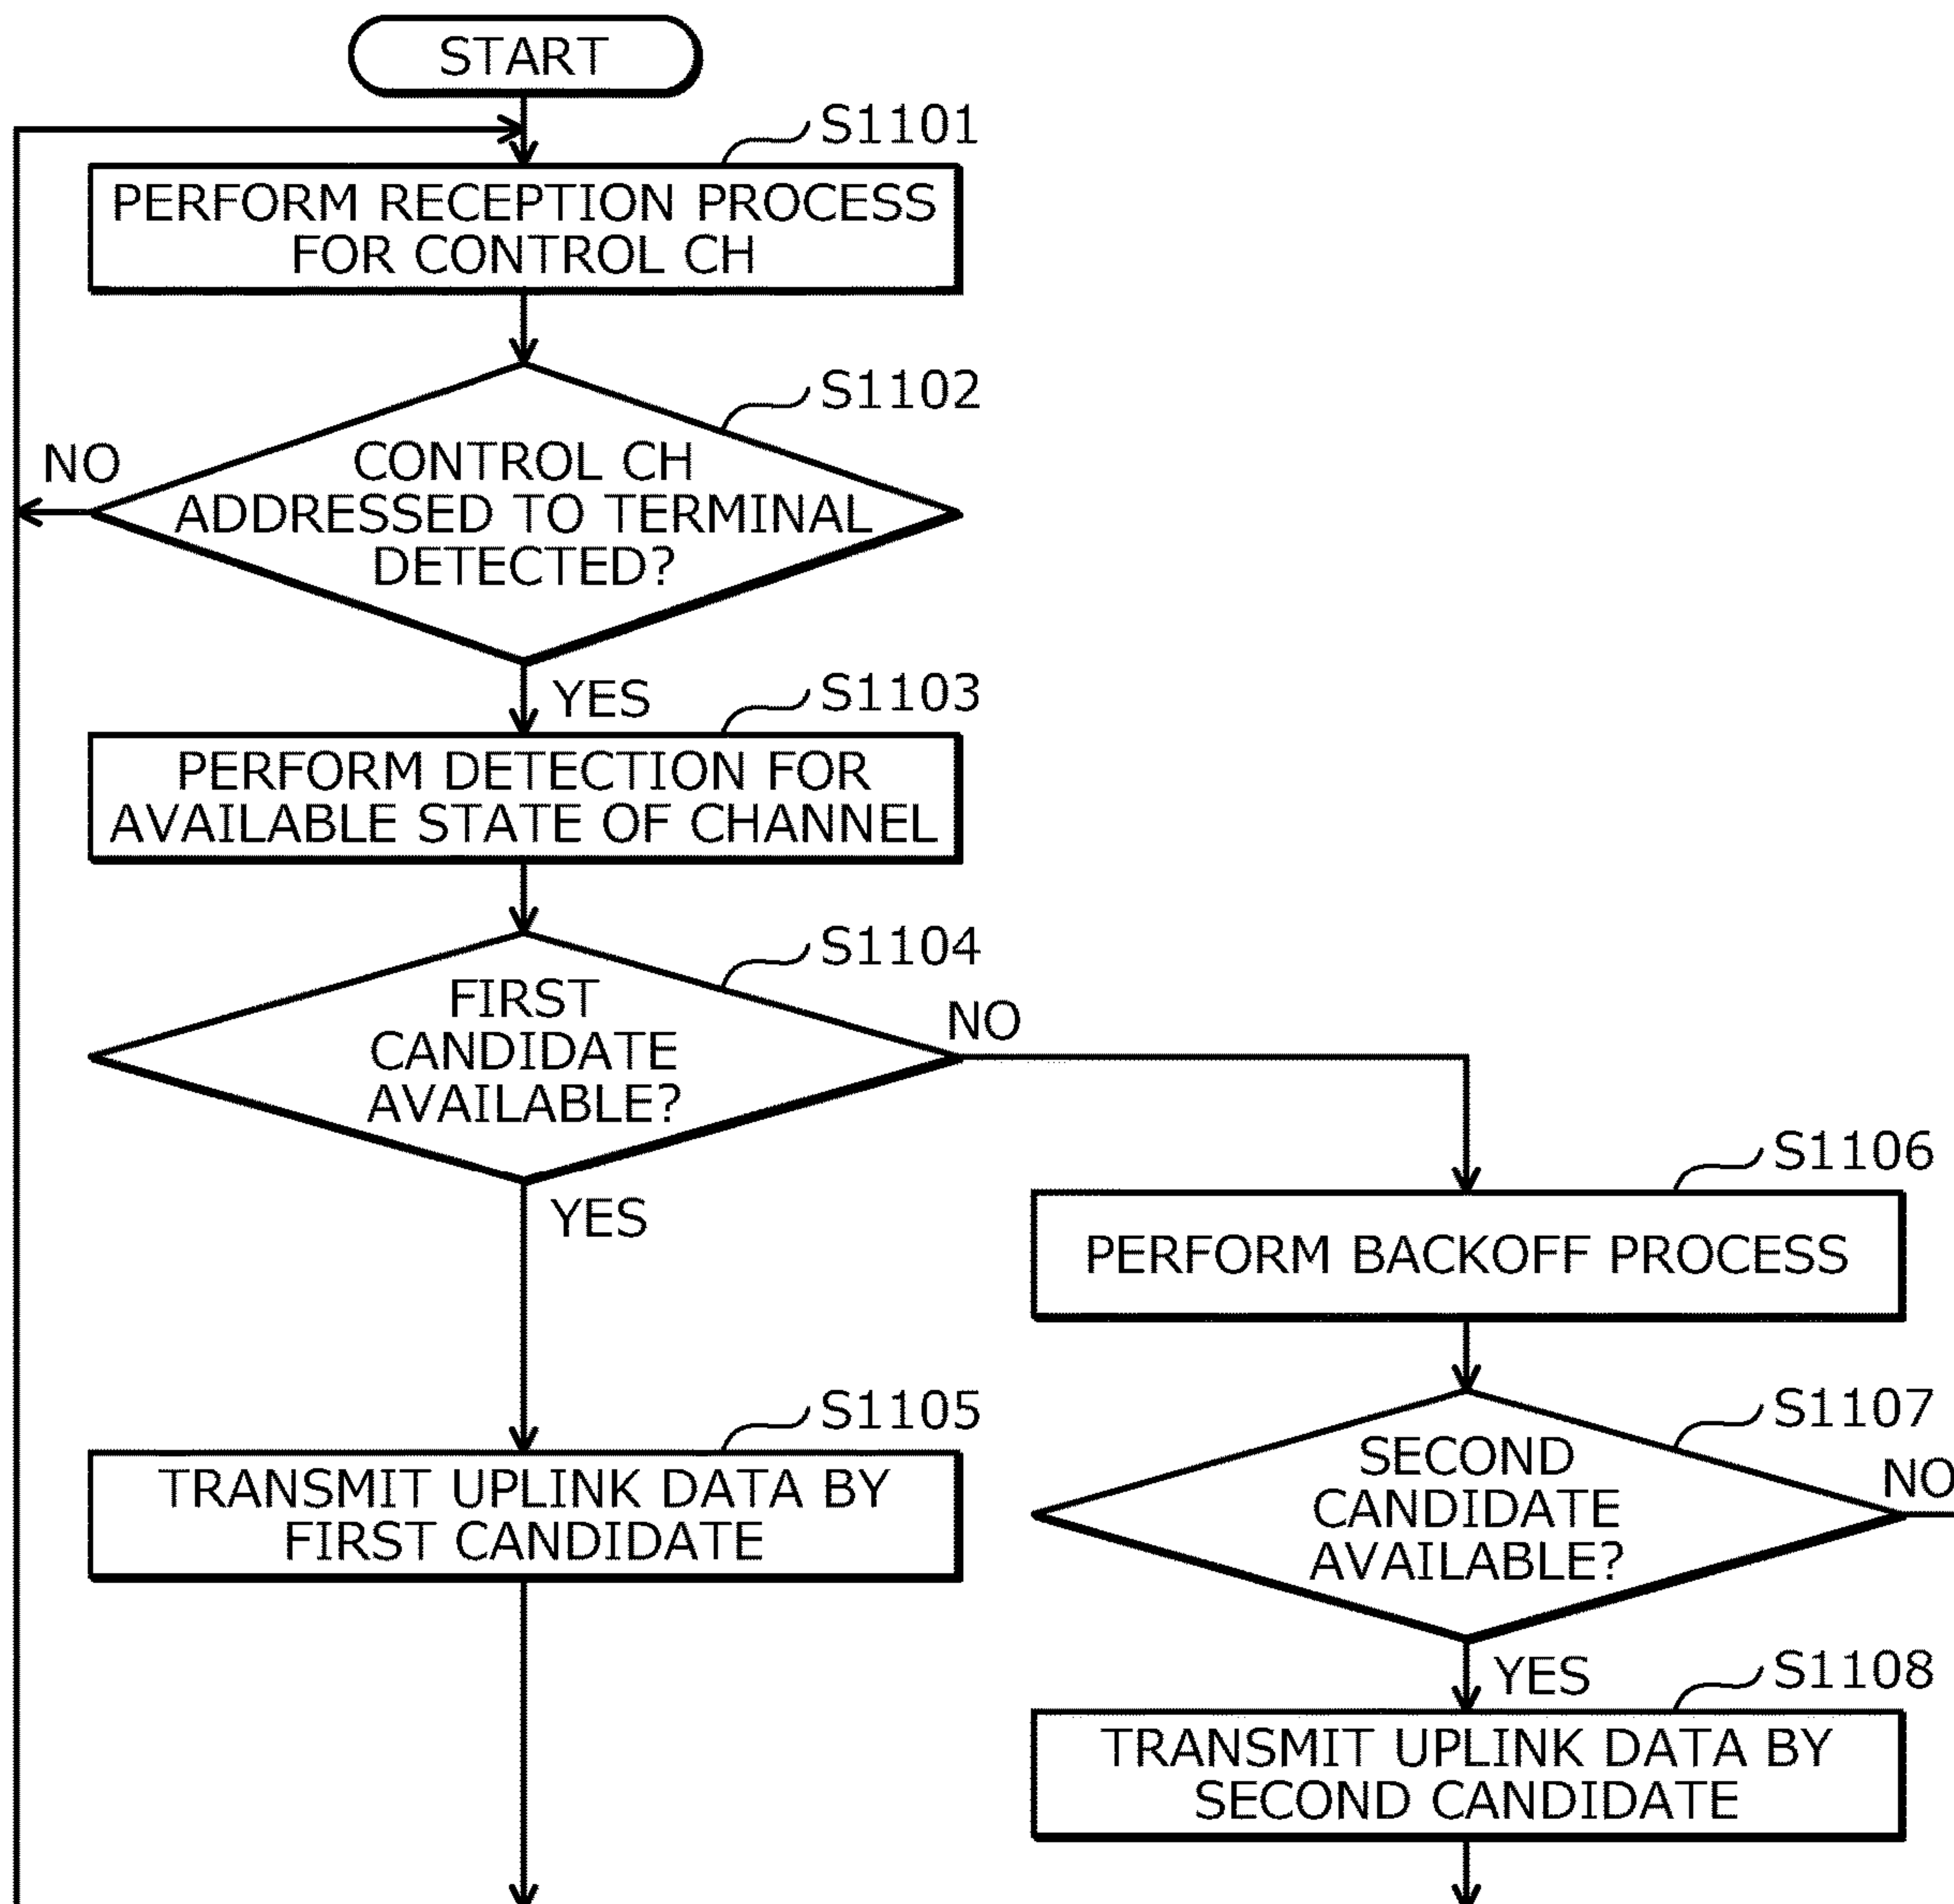 START
S1101
PERFORM RECEPTION PROCESS
FOR CONTROL CH
S1102
NO
CONTROL CH
ADDRESSED TO TERMINAL
DETECTED?
YES
S1103
PERFORM DETECTION FOR
AVAILABLE STATE OF CHANNEL
S1104
FIRST
CANDIDATE
AVAILABLE?
NO
YES
S1106
PERFORM BACKOFF PROCESS
S1105
TRANSMIT UPLINK DATA BY
FIRST CANDIDATE
S1107
SECOND
CANDIDATE
AVAILABLE?
NO
YES
S1108
TRANSMIT UPLINK DATA BY
SECOND CANDIDATE